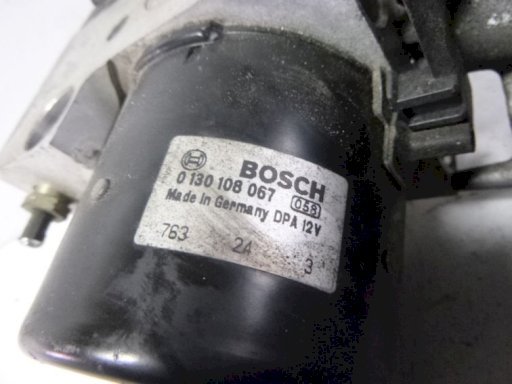 BOSCH
0 130 108 067 058
Made in Germany DPA 12V
763 24 3